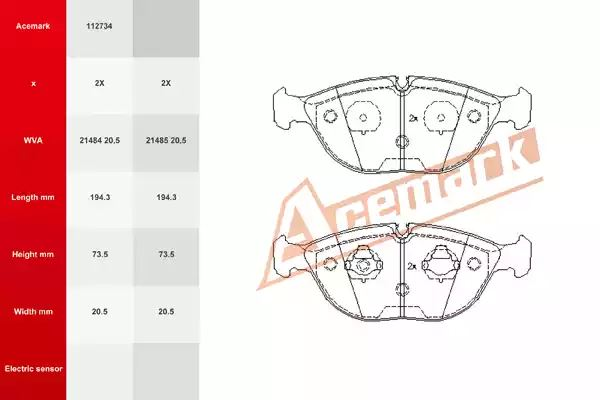 Acemark 112734
x 2X 2X
WVA 21484 20,5 21485 20,5
Length mm 194.3 194.3
Height mm 73.5 73.5
Width mm 20.5 20.5
Electric sensor
2x
2x
Acemark